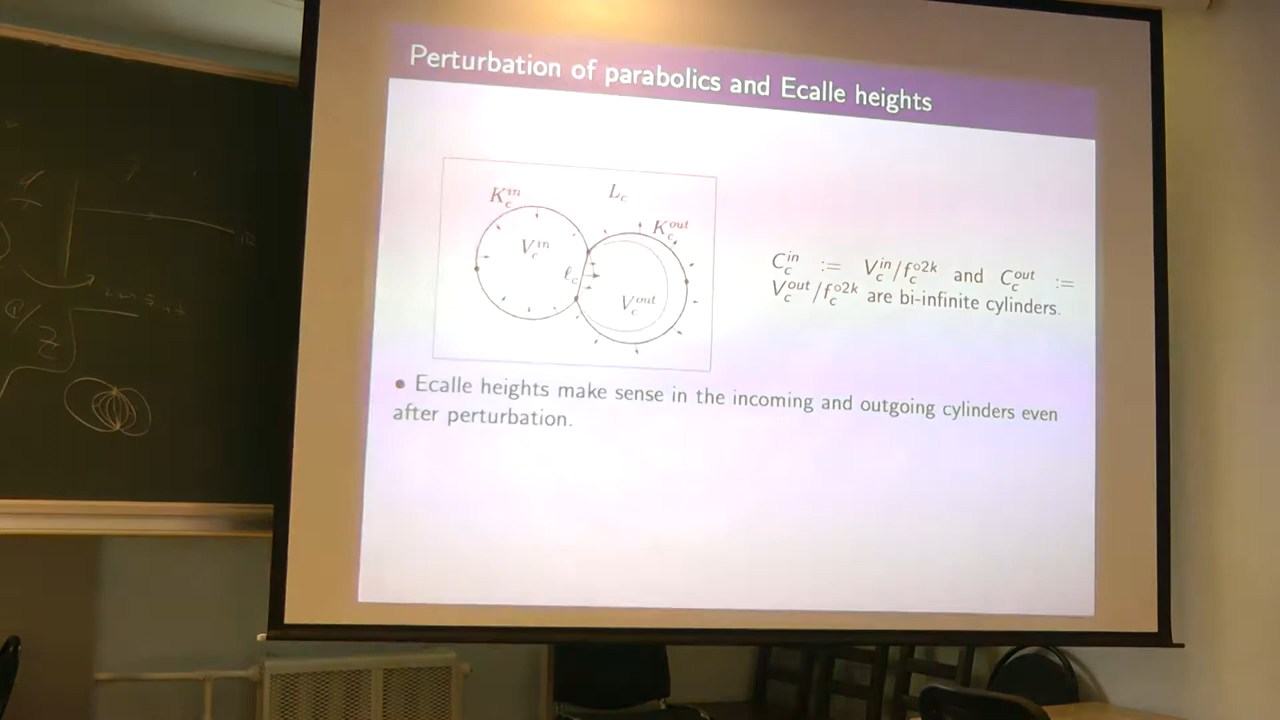 Perturbation of parabolics and Ecalle heights
K_c^{in}
L_c
K_c^{out}
V_c^{in}
ℓ_c
V_c^{out}
C_c^{in} := V_c^{in}/f_c^{∘2k} and C_c^{out} :=
V_c^{out}/f_c^{∘2k} are bi-infinite cylinders.
• Ecalle heights make sense in the incoming and outgoing cylinders even
after perturbation.
Z